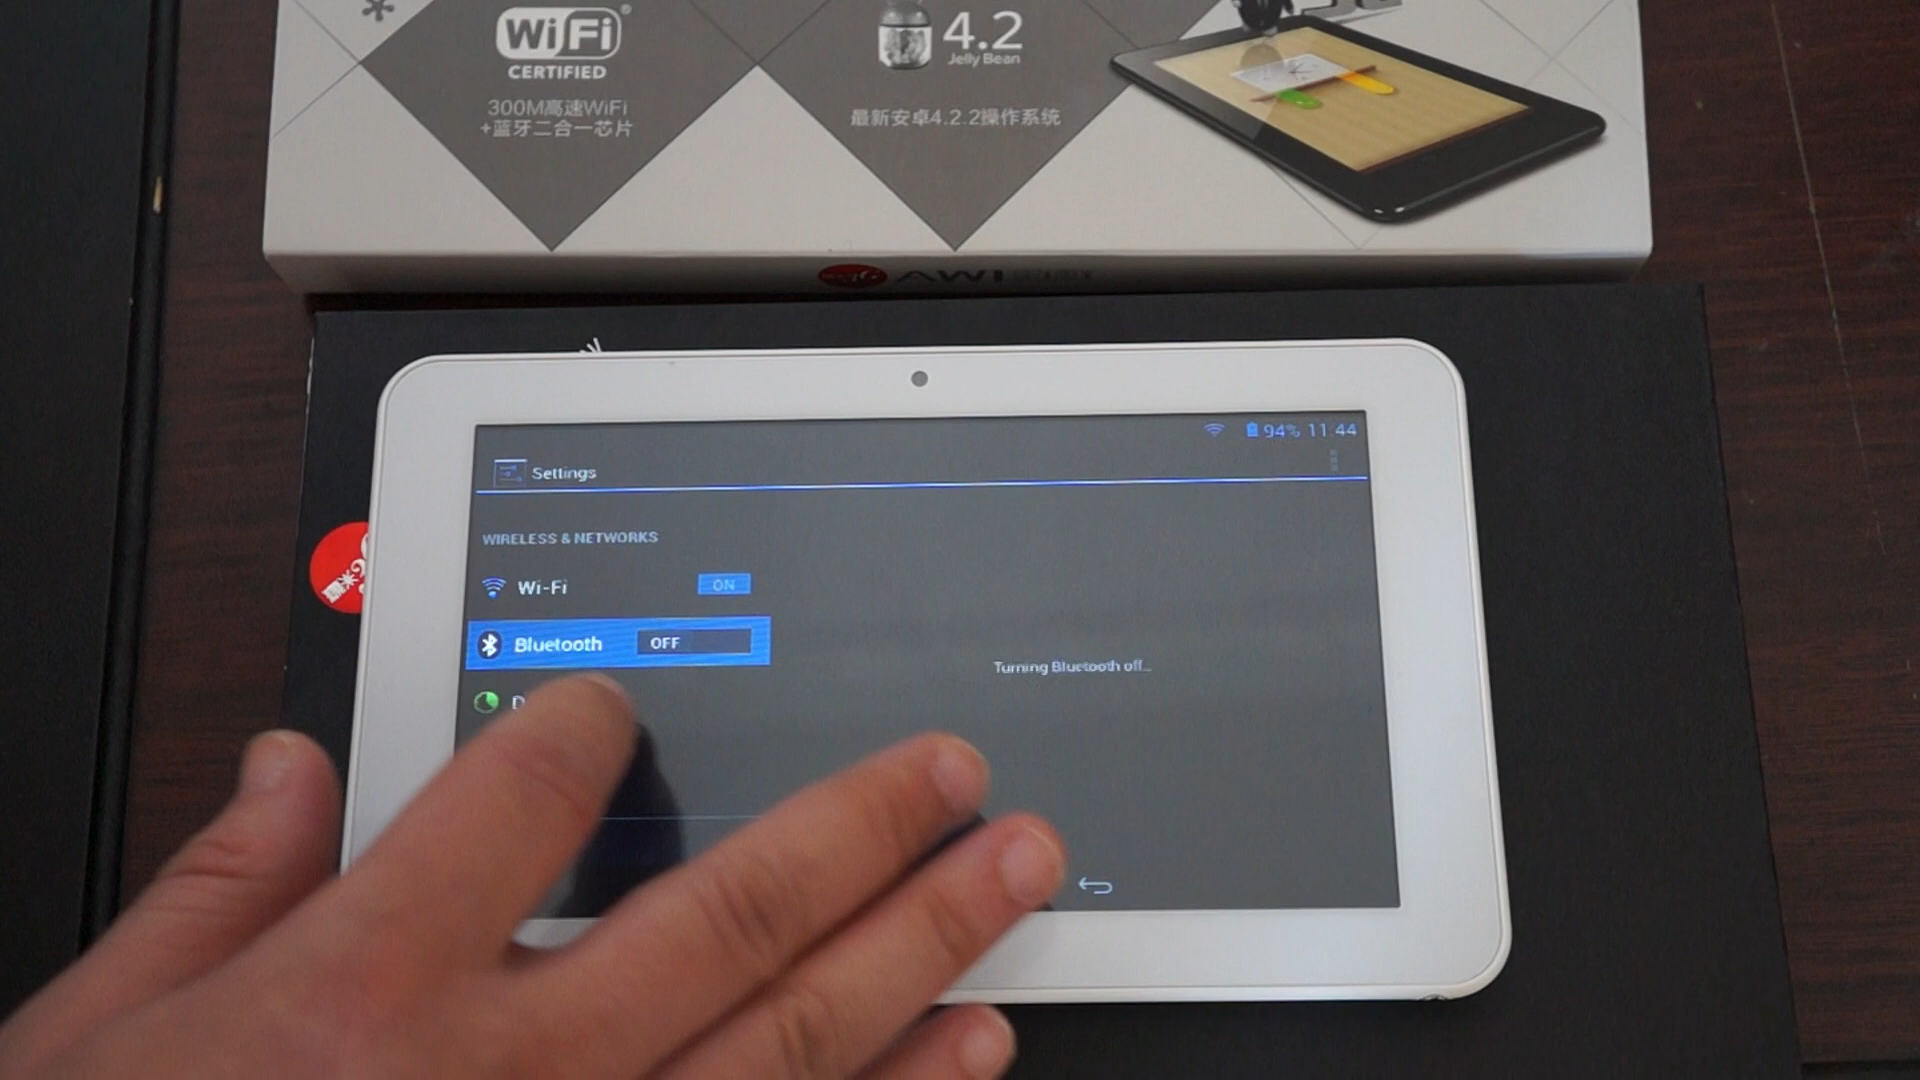 WiFi®
CERTIFIED
300M高速WiFi
+蓝牙二合一芯片
4.2
Jelly Bean
最新安卓4.2.2操作系统
AWI
94% 11:44
Settings
WIRELESS & NETWORKS
Wi-Fi ON
Bluetooth OFF
Turning Bluetooth off...